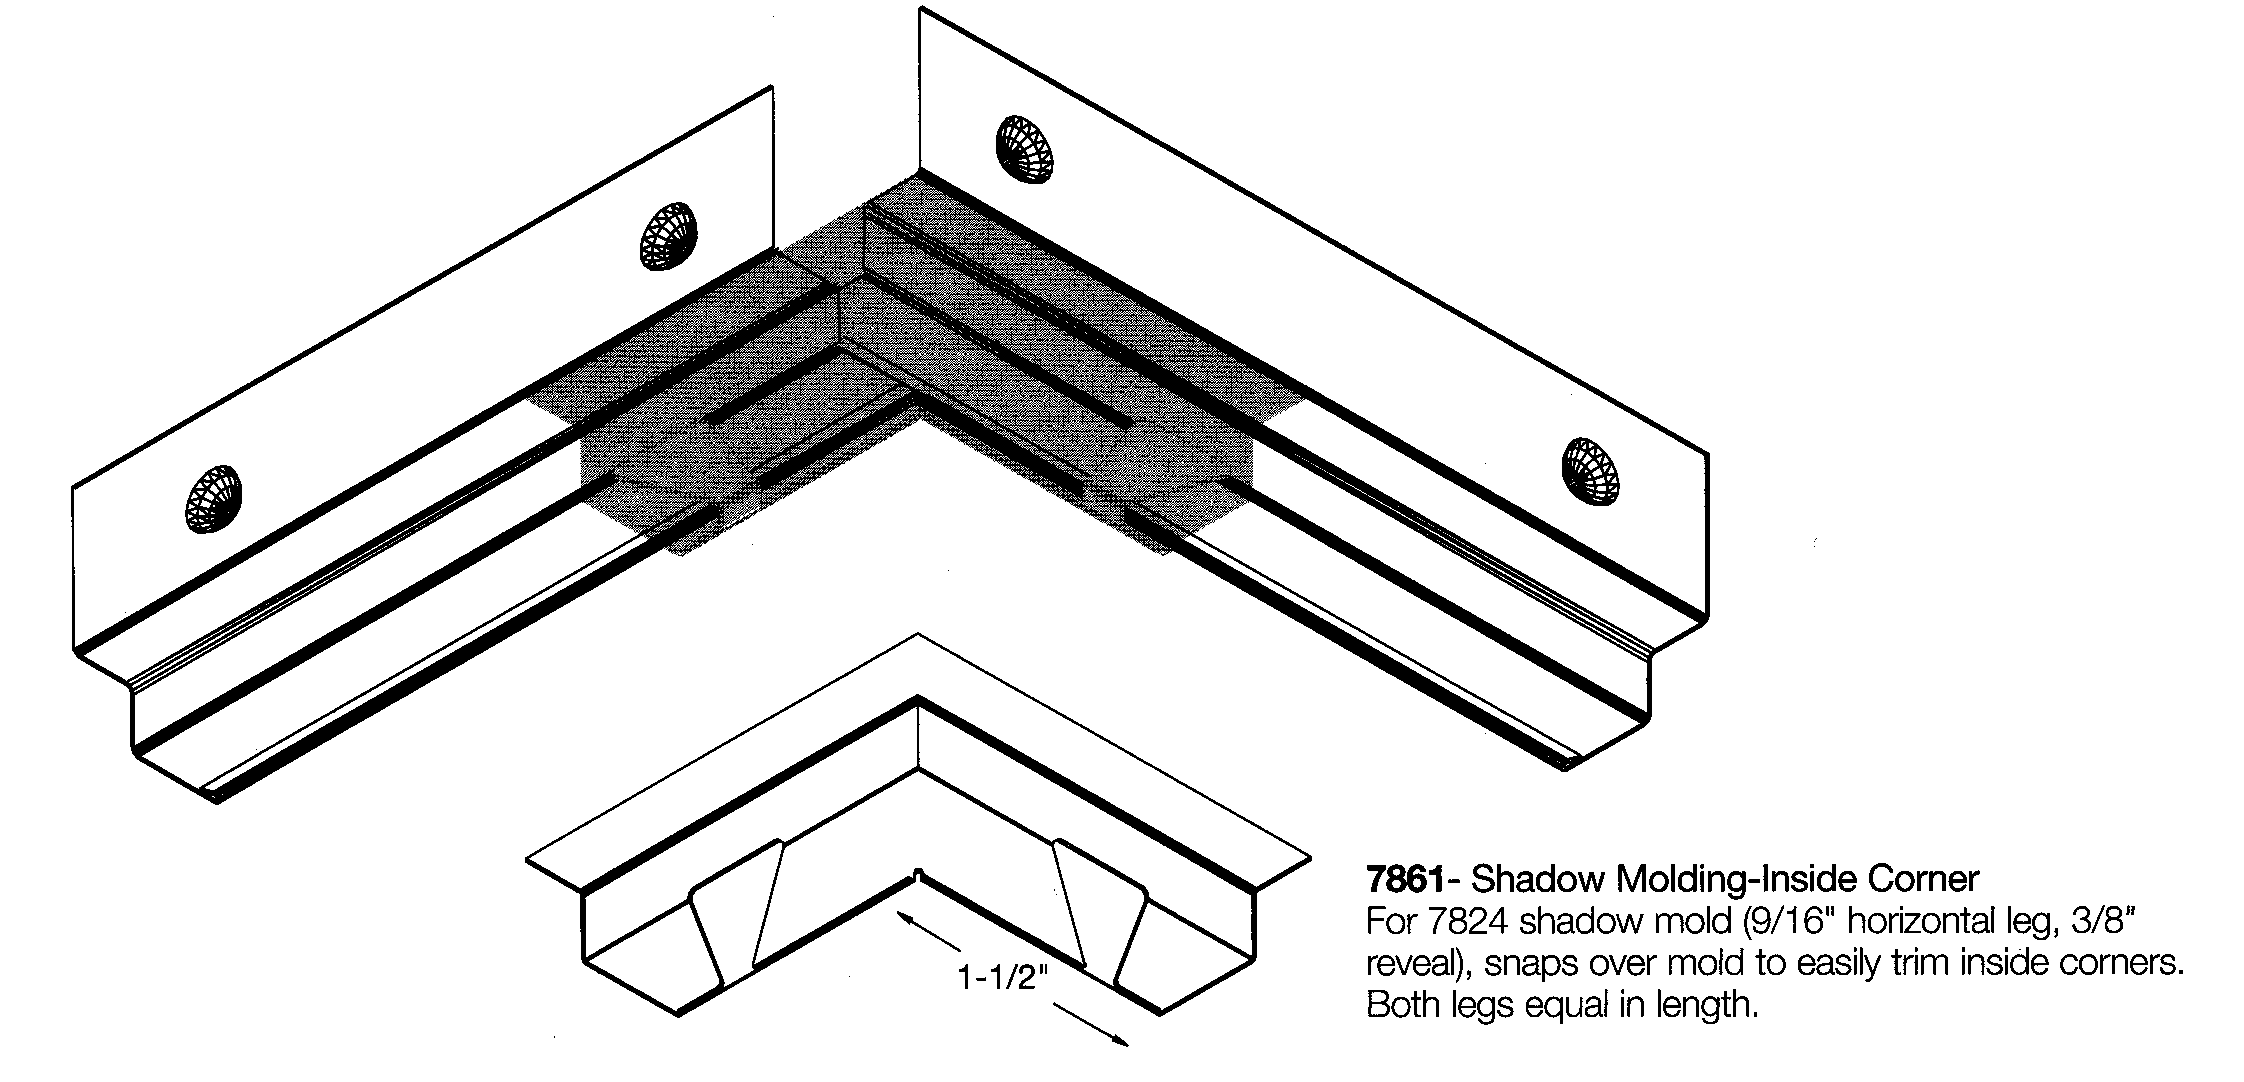 1-1/2"
7861- Shadow Molding-Inside Corner
For 7824 shadow mold (9/16" horizontal leg, 3/8"
reveal), snaps over mold to easily trim inside corners.
Both legs equal in length.